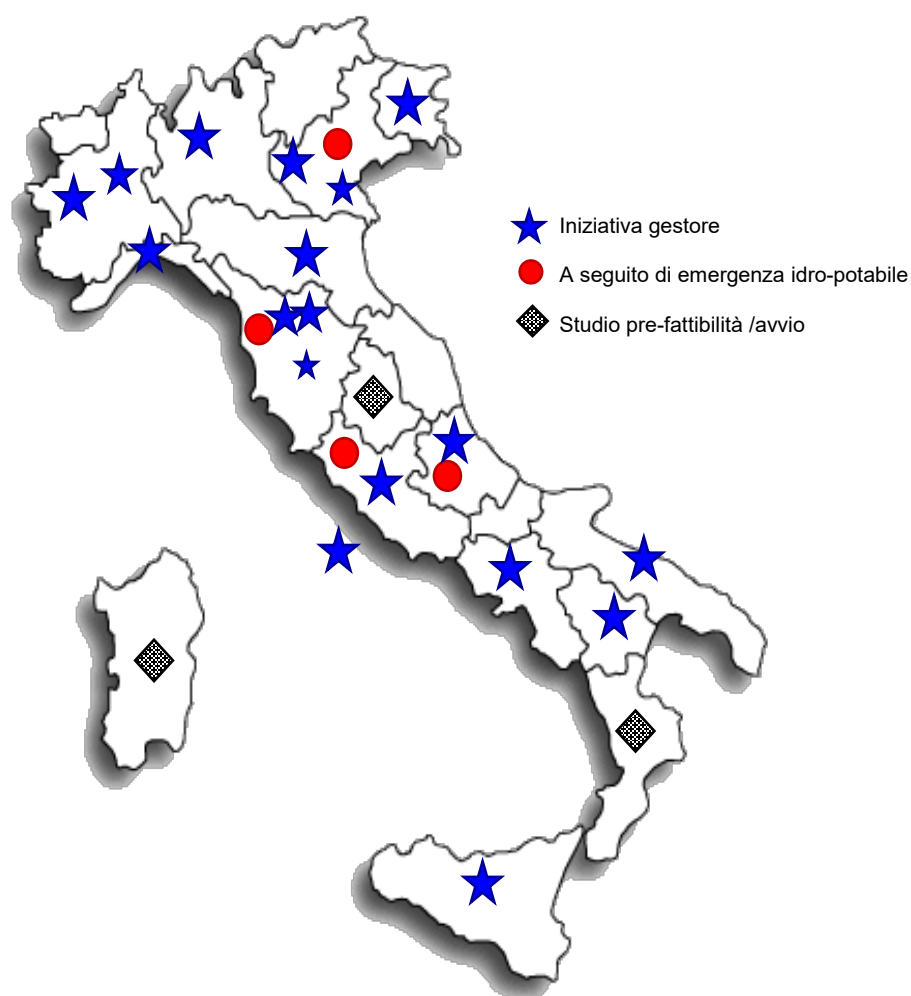 Iniziativa gestore
A seguito di emergenza idro-potabile
Studio pre-fattibilità /avvio